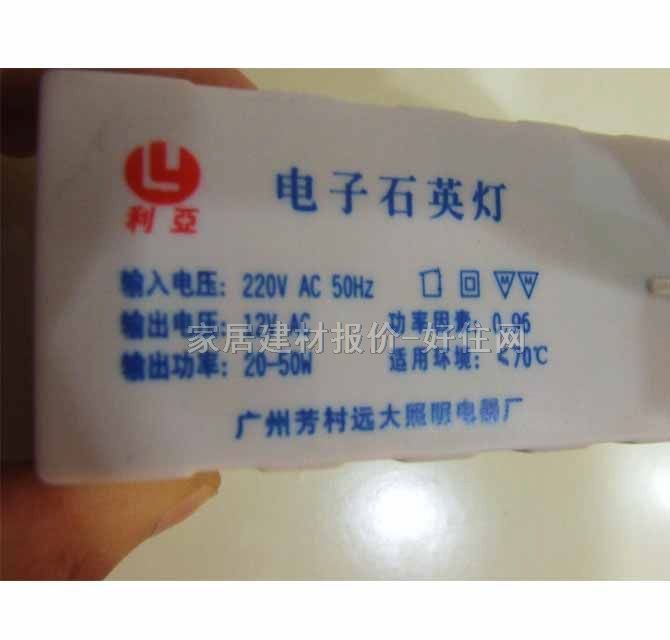 LY
利亞
电子石英灯
输入电压: 220V AC 50Hz
输出电压: 12V AC 功率因素: 0.96
输出功率: 20-50W 适用环境: <70℃
广州芳村远大照明电器厂
家居建材报价-好住网